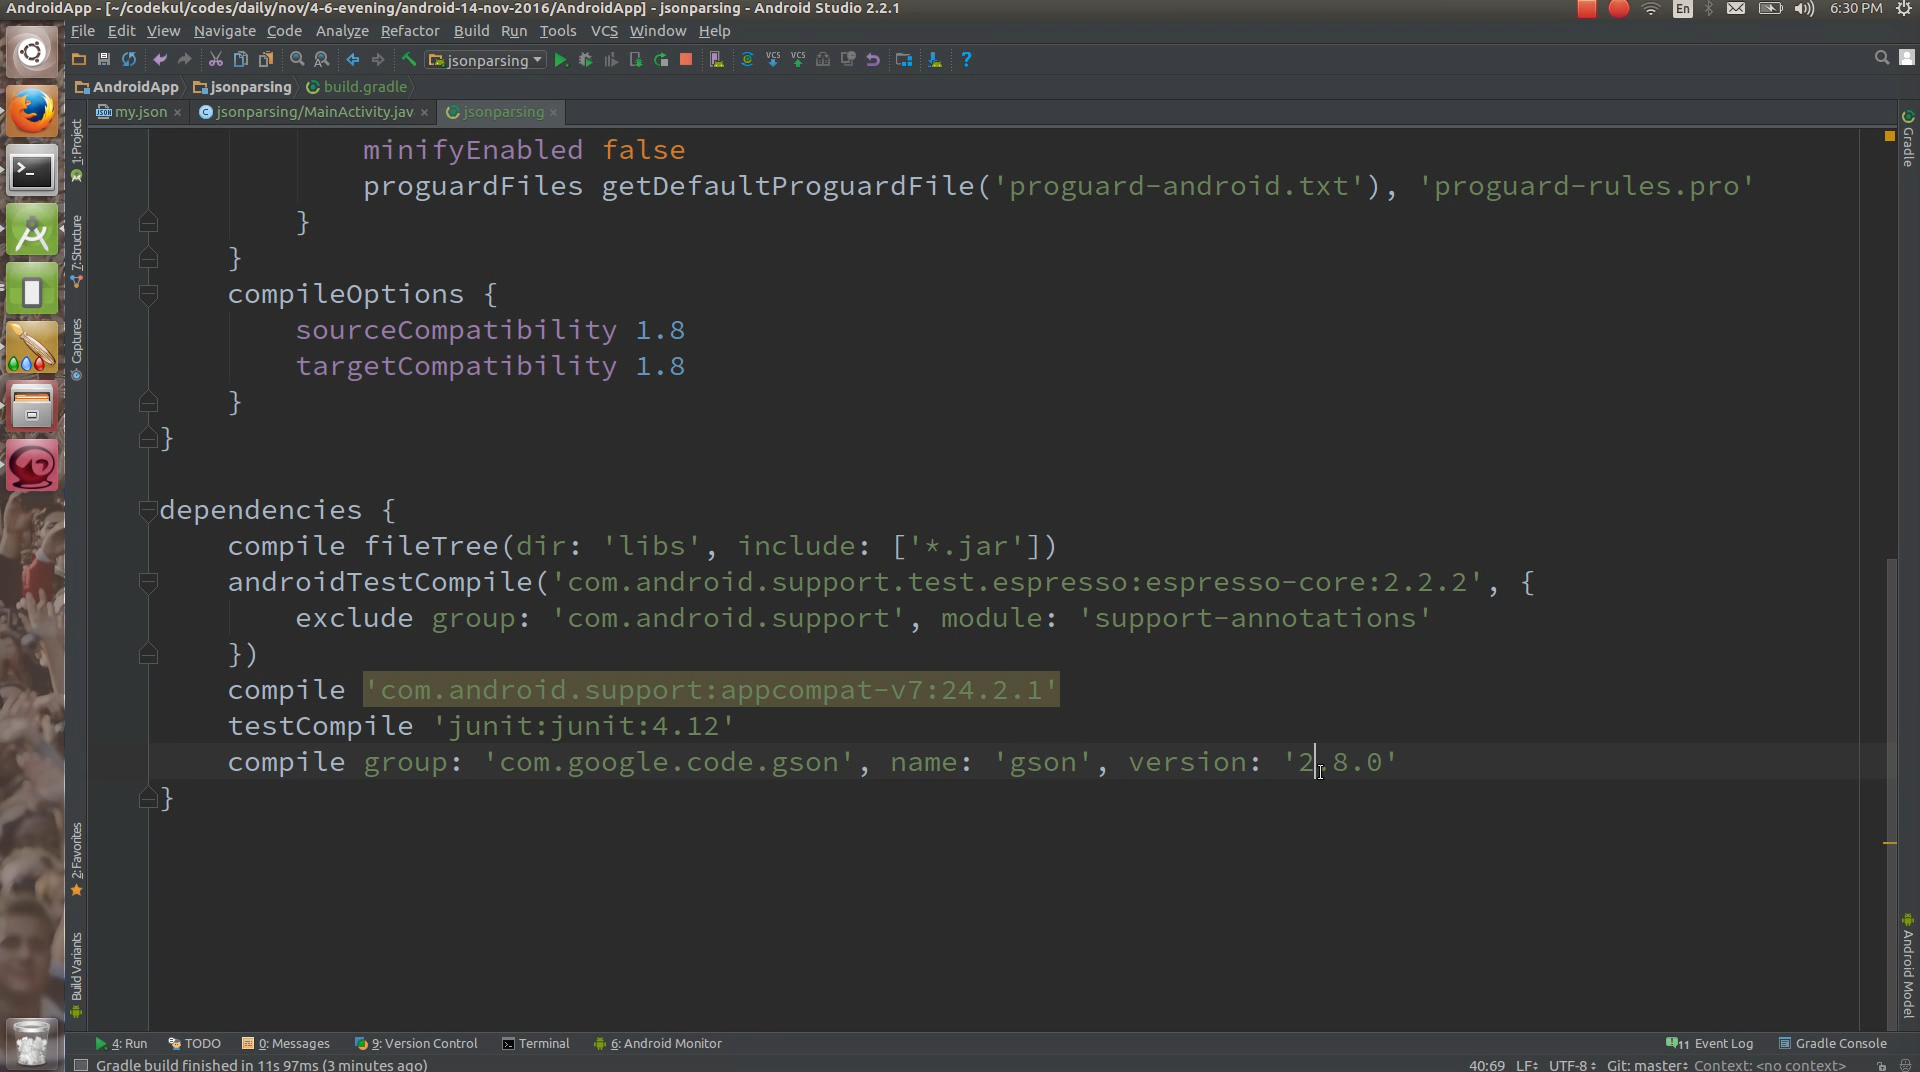 AndroidApp - [~/codekul/codes/daily/nov/4-6-evening/android-14-nov-2016/AndroidApp] - jsonparsing - Android Studio 2.2.1
En
6:30 PM
File Edit View Navigate Code Analyze Refactor Build Run Tools VCS Window Help
jsonparsing
VCS VCS
AndroidApp jsonparsing build.gradle
my.json jsonparsing/MainActivity.jav jsonparsing
1: Project
7: Structure
Captures
2: Favorites
Build Variants
Gradle
Android Model
minifyEnabled false
proguardFiles getDefaultProguardFile('proguard-android.txt'), 'proguard-rules.pro'
}
}
compileOptions {
sourceCompatibility 1.8
targetCompatibility 1.8
}
}
dependencies {
compile fileTree(dir: 'libs', include: ['*.jar'])
androidTestCompile('com.android.support.test.espresso:espresso-core:2.2.2', {
exclude group: 'com.android.support', module: 'support-annotations'
})
compile 'com.android.support:appcompat-v7:24.2.1'
testCompile 'junit:junit:4.12'
compile group: 'com.google.code.gson', name: 'gson', version: '2.8.0'
}
4: Run TODO 0: Messages 9: Version Control Terminal 6: Android Monitor
11 Event Log Gradle Console
Gradle build finished in 11s 97ms (3 minutes ago)
40:69 LF UTF-8 Git: master Context: <no context>